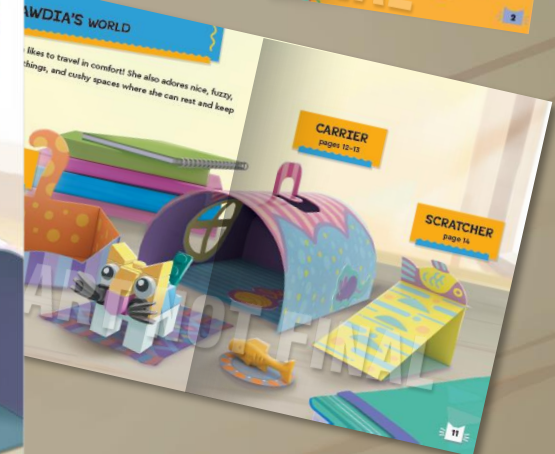 2
AWDIA'S WORLD
likes to travel in comfort! She also adores nice, fuzzy,
things, and cushy spaces where she can rest and keep
CARRIER
pages 12–13
SCRATCHER
page 14
ART NOT FINAL
11